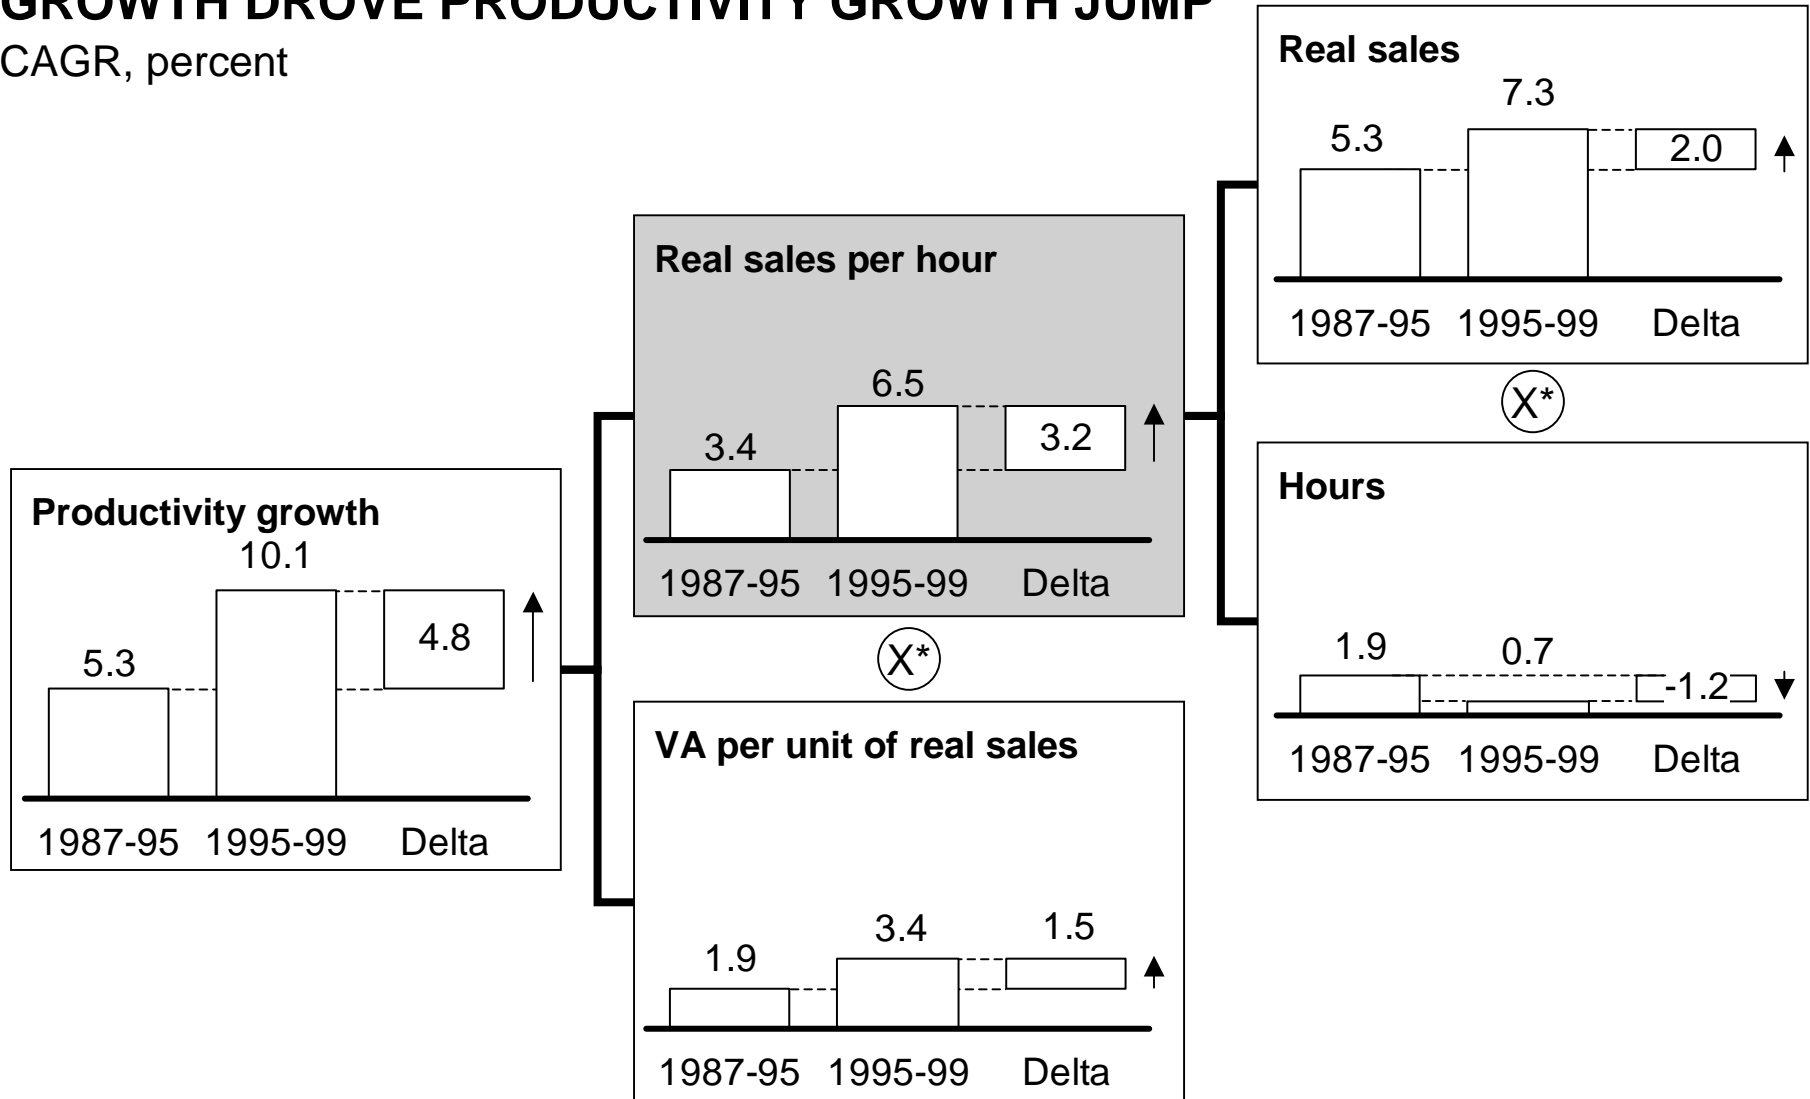 GROWTH DROVE PRODUCTIVITY GROWTH JUMP
CAGR, percent
Productivity growth
5.3
10.1
4.8
1987-95 1995-99 Delta
Real sales per hour
3.4
6.5
3.2
1987-95 1995-99 Delta
X*
VA per unit of real sales
1.9
3.4
1.5
1987-95 1995-99 Delta
Real sales
5.3
7.3
2.0
1987-95 1995-99 Delta
X*
Hours
1.9
0.7
-1.2
1987-95 1995-99 Delta